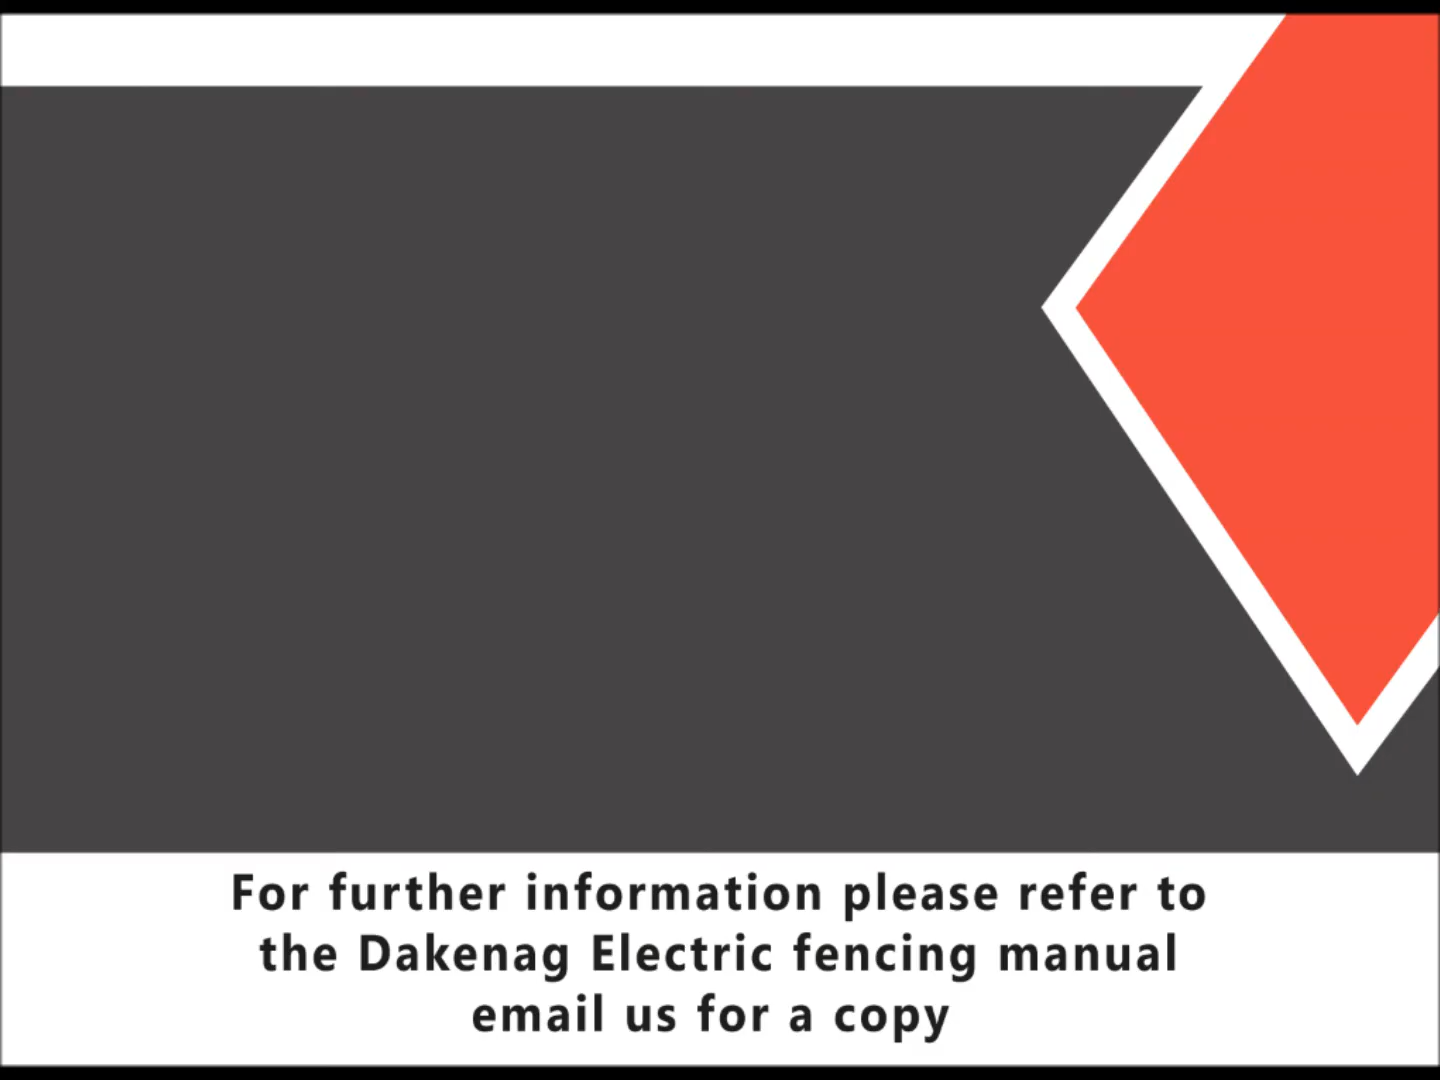 For further information please refer to
the Dakenag Electric fencing manual
email us for a copy